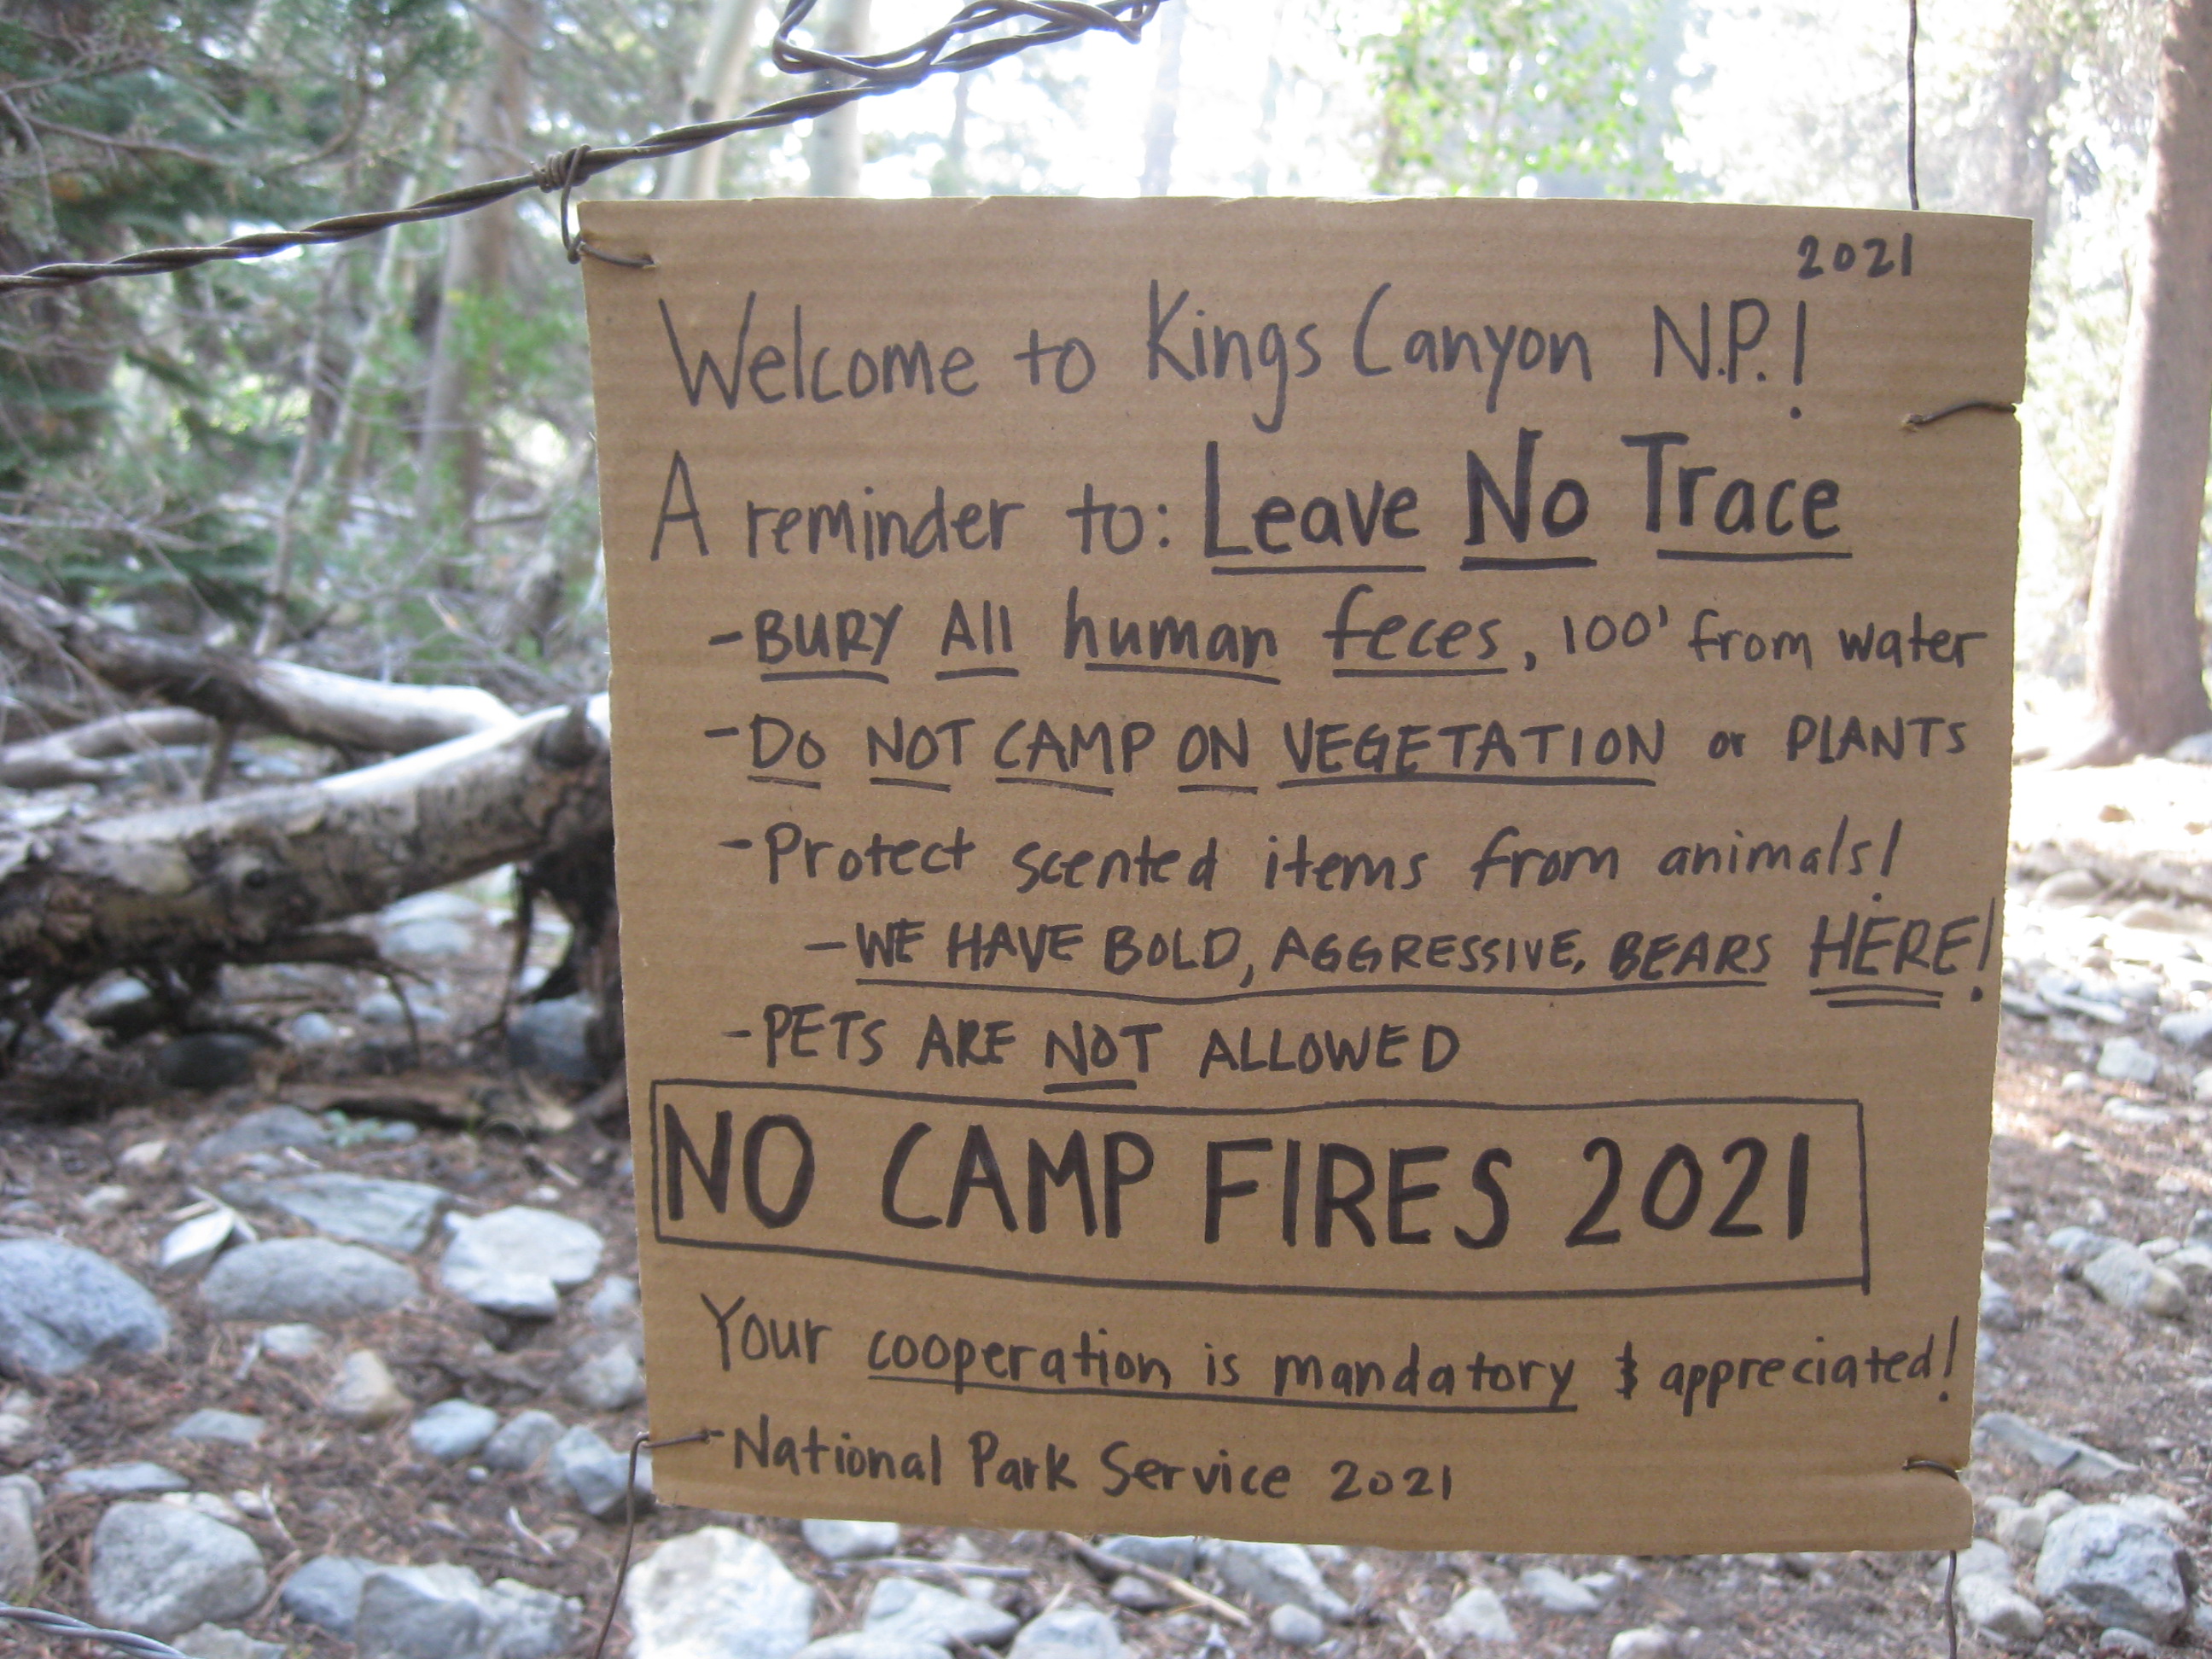 2021
Welcome to Kings Canyon N.P.!
A reminder to: Leave No Trace
- BURY All human feces, 100' from water
- Do NOT CAMP ON VEGETATION or PLANTS
- Protect scented items from animals!
- WE HAVE BOLD, AGGRESSIVE, BEARS HERE!
- PETS ARE NOT ALLOWED
NO CAMP FIRES 2021
Your cooperation is mandatory & appreciated!
- National Park Service 2021